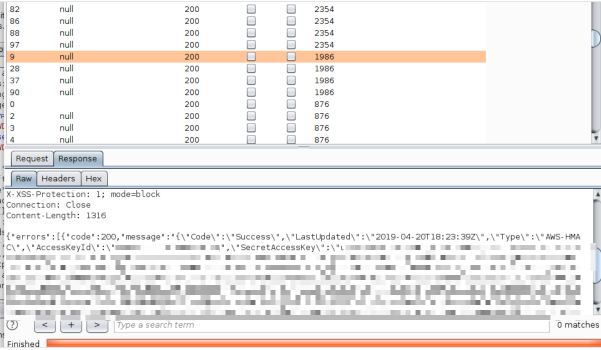 82 null 200 2354
86 null 200 2354
88 null 200 2354
97 null 200 2354
9 null 200 1986
28 null 200 1986
37 null 200 1986
90 null 200 1986
0 200 876
2 null 200 876
3 null 200 876
4 null 200 876
Request Response
Raw Headers Hex
X-XSS-Protection: 1; mode=block
Connection: Close
Content-Length: 1316
{"errors":[{"code":200,"message":"{\"Code\":\"Success\",\"LastUpdated\":\"2019-04-20T18:23:39Z\",\"Type\":\"AWS-HMA
C\",\"AccessKeyId\":\" \",\"SecretAccessKey\":\"
? < + > Type a search term 0 matches
Finished